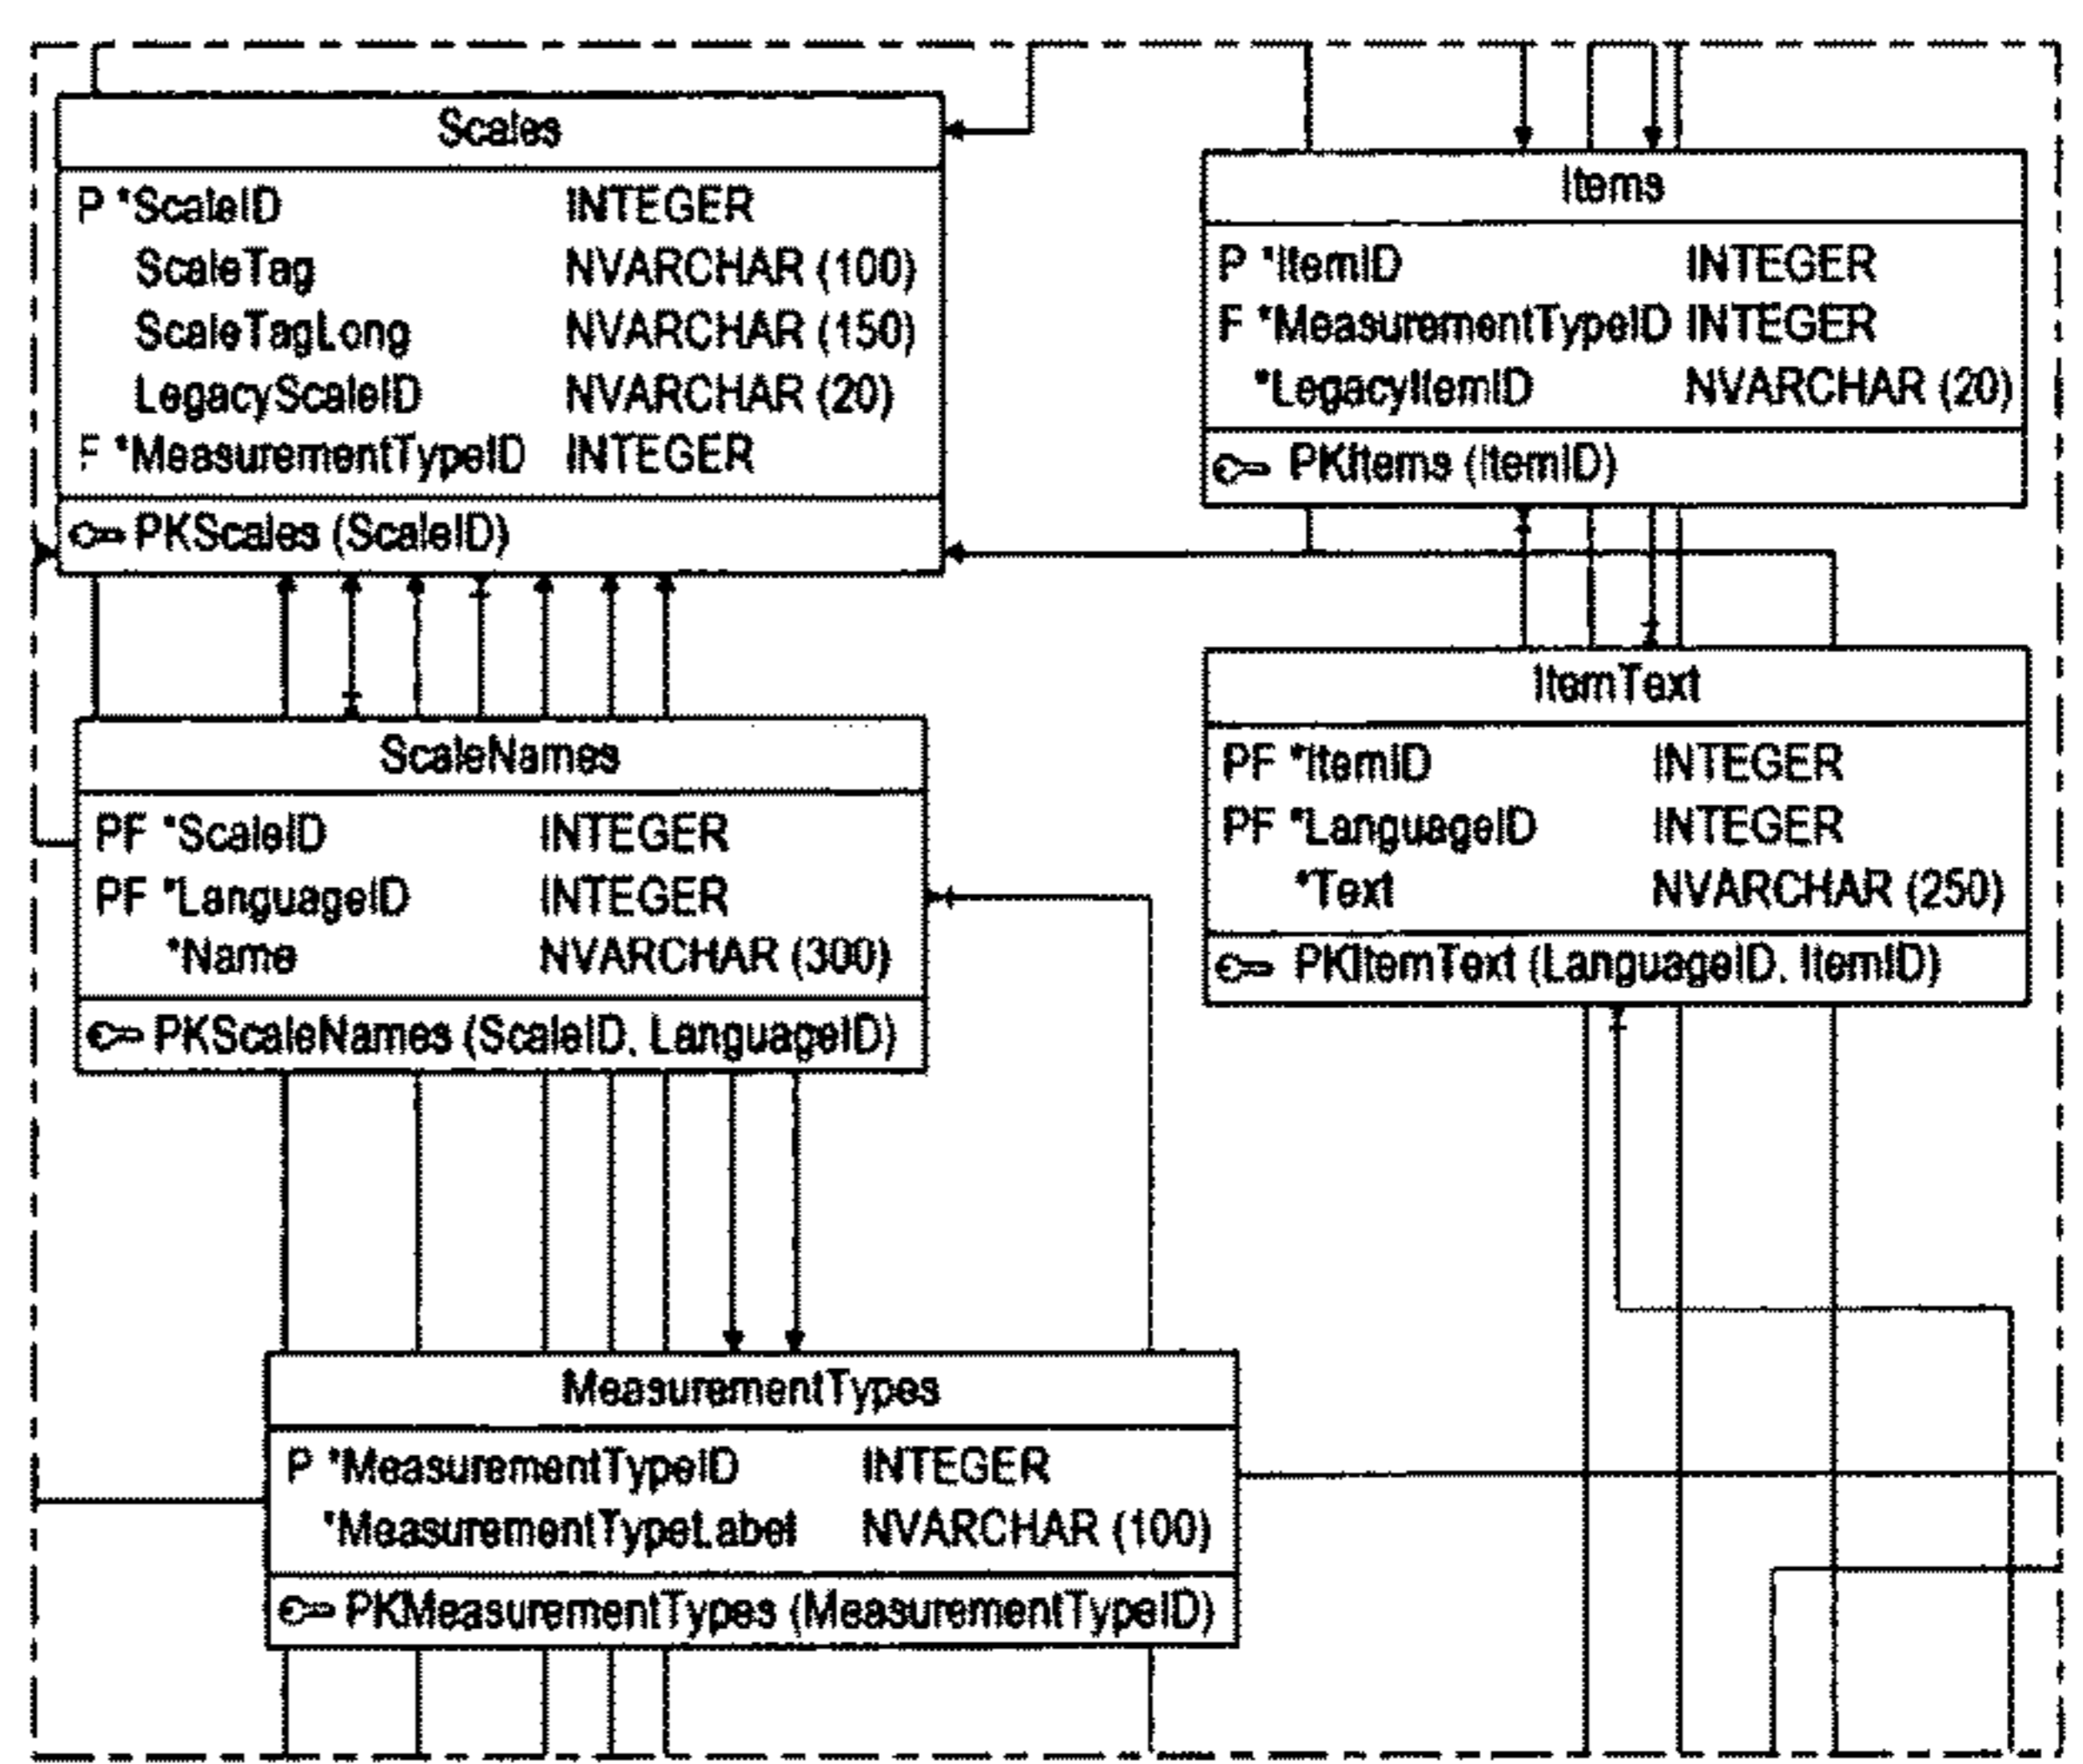 Scales
P *ScaleID INTEGER
ScaleTag NVARCHAR (100)
ScaleTagLong NVARCHAR (150)
LegacyScaleID NVARCHAR (20)
F *MeasurementTypeID INTEGER
PKScales (ScaleID)
Items
P *ItemID INTEGER
F *MeasurementTypeID INTEGER
*LegacyItemID NVARCHAR (20)
PKItems (ItemID)
ScaleNames
PF *ScaleID INTEGER
PF *LanguageID INTEGER
*Name NVARCHAR (300)
PKScaleNames (ScaleID, LanguageID)
ItemText
PF *ItemID INTEGER
PF *LanguageID INTEGER
*Text NVARCHAR (250)
PKItemText (LanguageID, ItemID)
MeasurementTypes
P *MeasurementTypeID INTEGER
*MeasurementTypeLabel NVARCHAR (100)
PKMeasurementTypes (MeasurementTypeID)